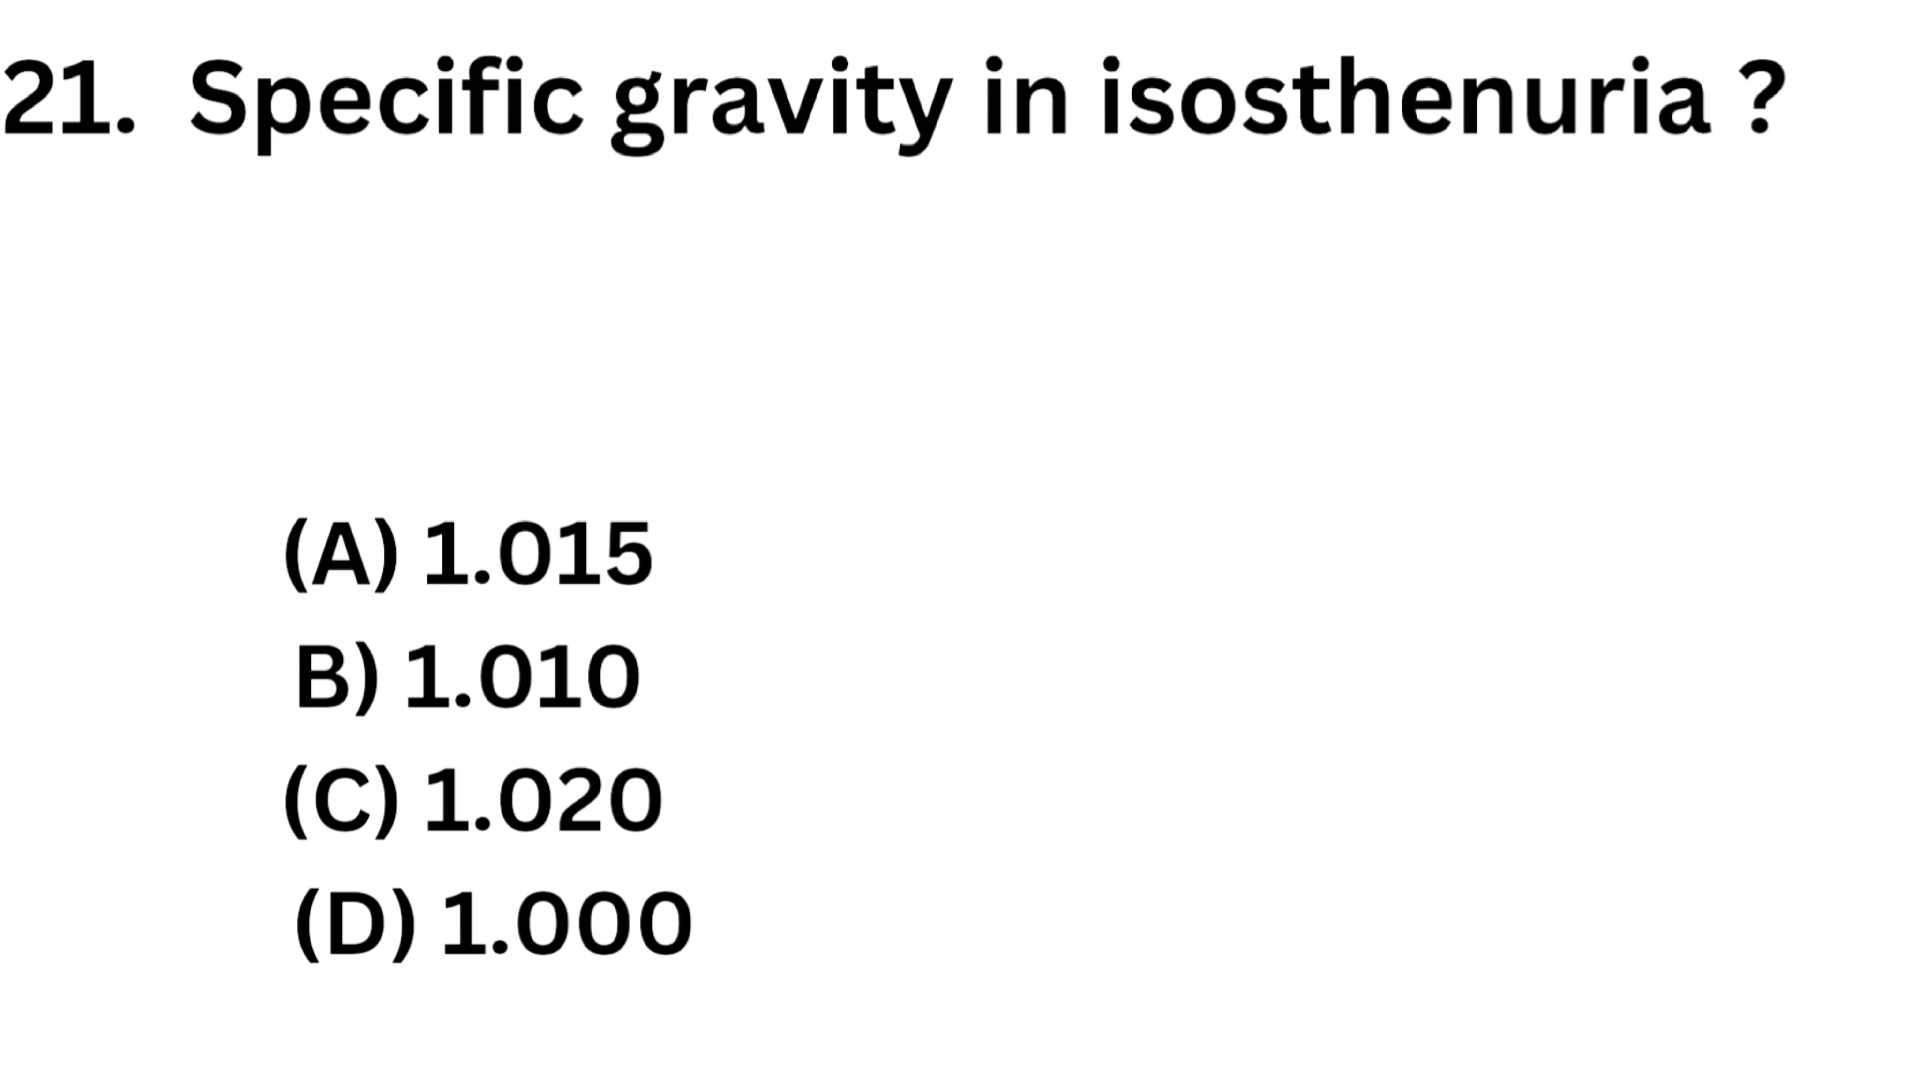 21. Specific gravity in isosthenuria ?
(A) 1.015
B) 1.010
(C) 1.020
(D) 1.000